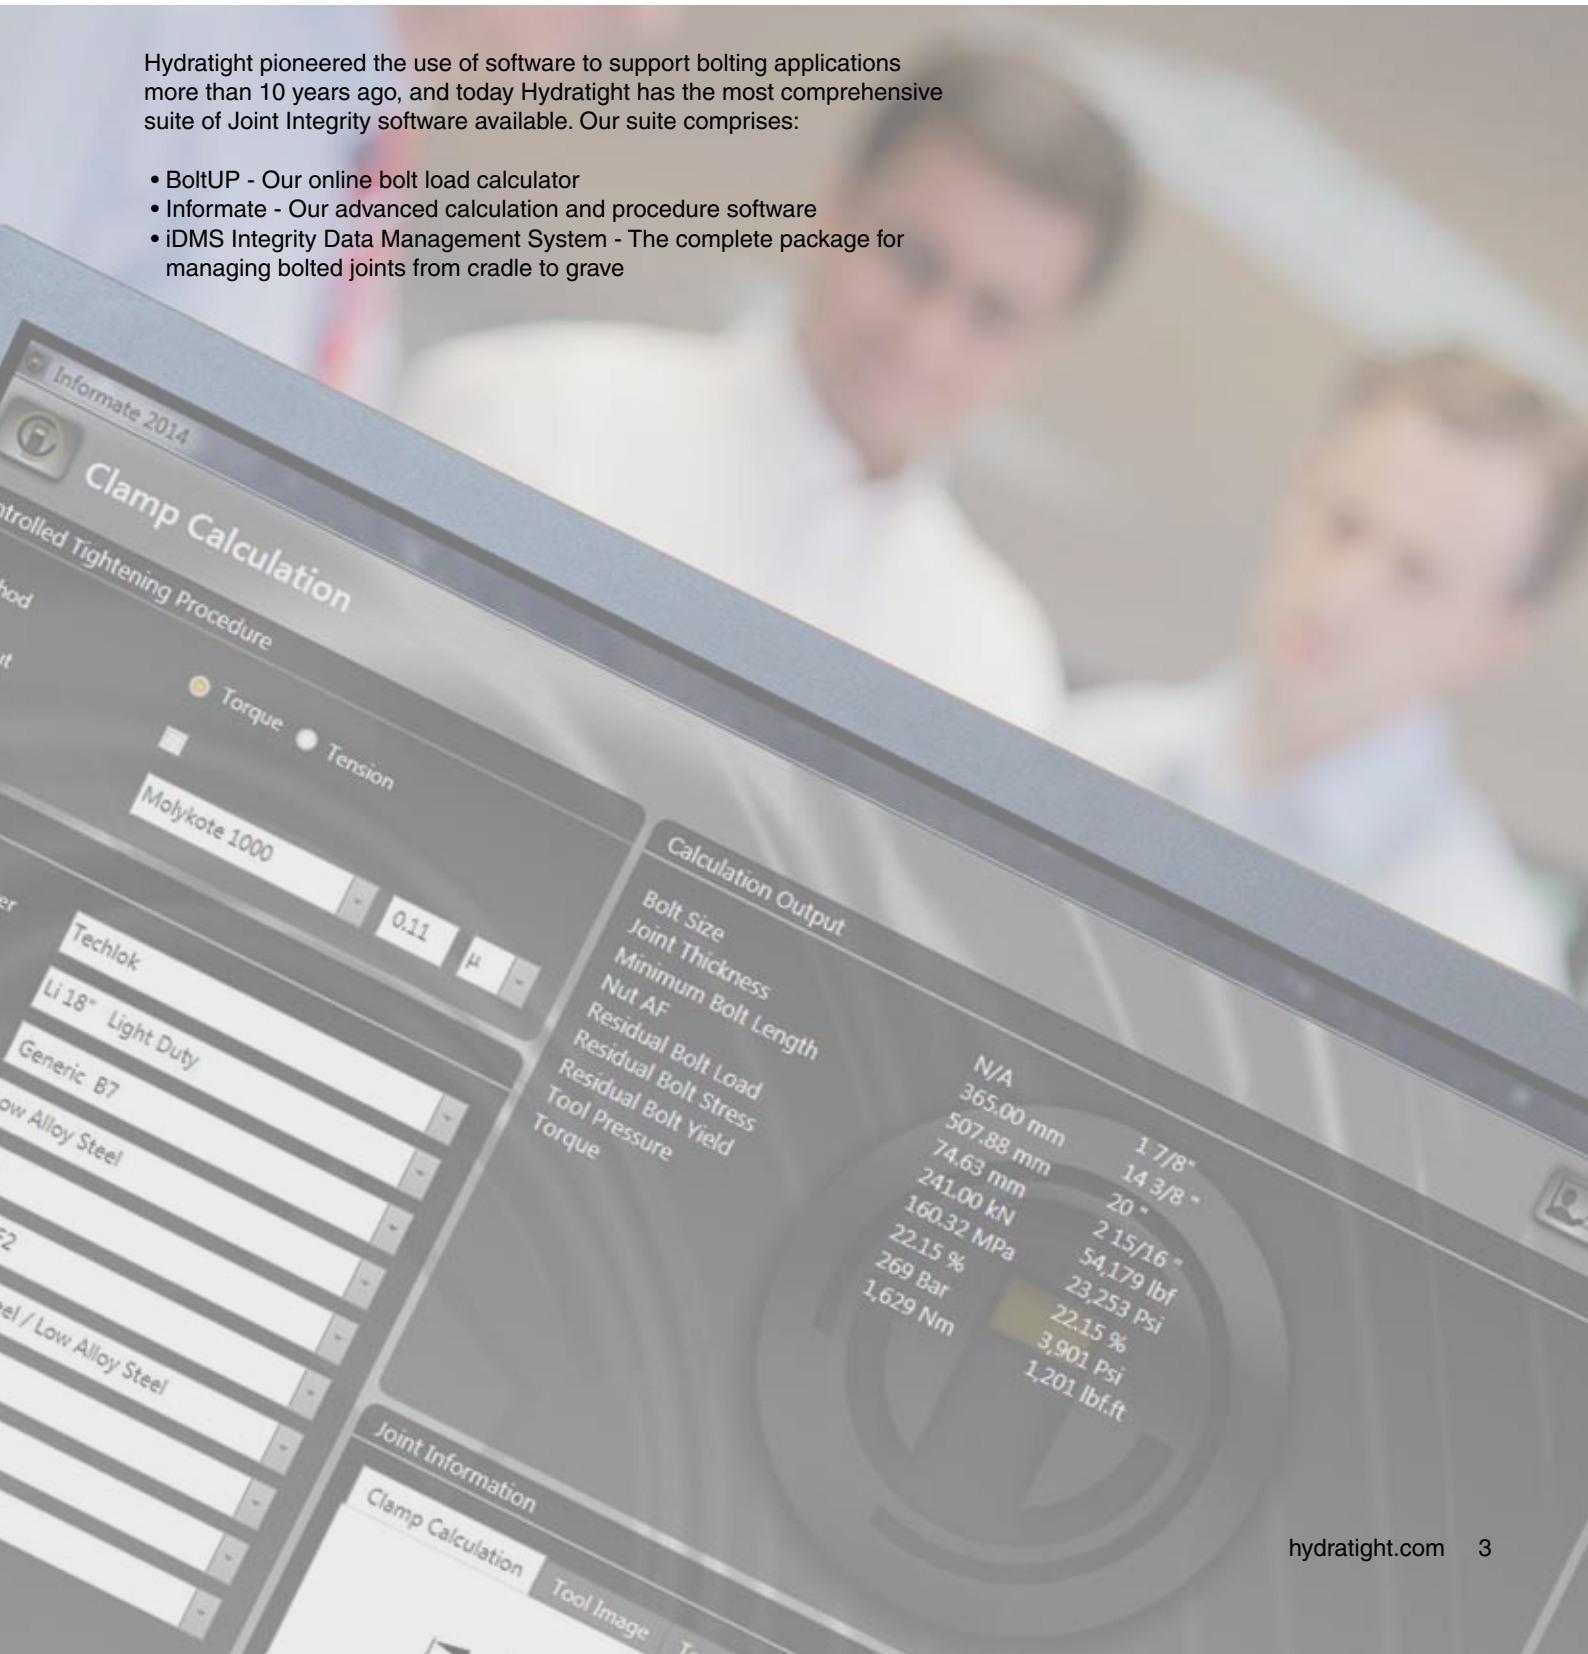 Hydratight pioneered the use of software to support bolting applications
more than 10 years ago, and today Hydratight has the most comprehensive
suite of Joint Integrity software available. Our suite comprises:
• BoltUP - Our online bolt load calculator
• Informate - Our advanced calculation and procedure software
• iDMS Integrity Data Management System - The complete package for
managing bolted joints from cradle to grave
Informate 2014
Clamp Calculation
Tightening Procedure
Torque Tension
Molykote 1000 0.11 µ
Techlok
Li 18" Light Duty
Generic B7
Alloy Steel
/ Low Alloy Steel
Calculation Output
Bolt Size N/A 1 7/8"
Joint Thickness 365.00 mm 14 3/8 "
Minimum Bolt Length 507.88 mm 20 "
Nut AF 74.63 mm 2 15/16 "
Residual Bolt Load 241.00 kN 54,179 lbf
Residual Bolt Stress 160.32 MPa 23,253 Psi
Residual Bolt Yield 22.15 % 22.15 %
Tool Pressure 269 Bar 3,901 Psi
Torque 1,629 Nm 1,201 lbf.ft
Joint Information
Clamp Calculation Tool Image
hydratight.com 3